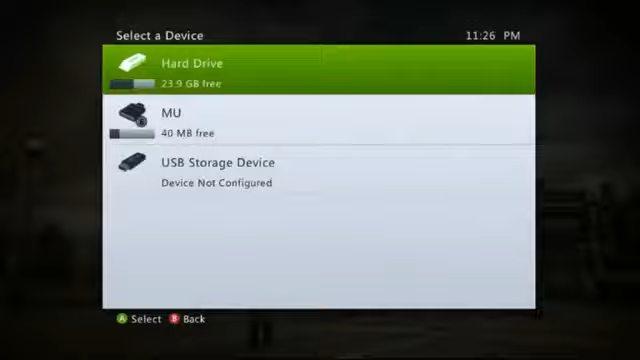 Select a Device
11:26 PM
Hard Drive
23.9 GB free
MU
40 MB free
USB Storage Device
Device Not Configured
A Select B Back